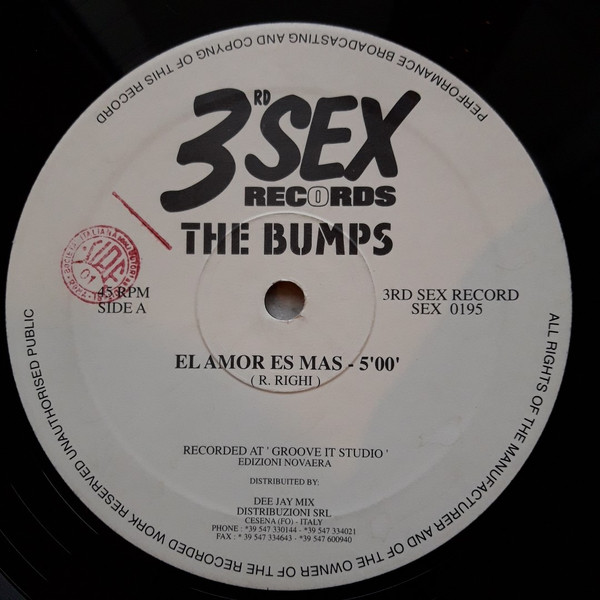 3RD SEX
RECORDS
THE BUMPS
45 RPM
SIDE A
3RD SEX RECORD
SEX 0195
EL AMOR ES MAS - 5'00'
( R. RIGHI )
RECORDED AT ' GROOVE IT STUDIO '
EDIZIONI NOVAERA
DISTRIBUITED BY:
DEE JAY MIX
DISTRIBUZIONI SRL
CESENA (FO) - ITALY
PHONE : *39 547 330144 - *39 547 334021
FAX : * 39 547 334643 - *39 547 600940
ALL RIGHTS OF THE MANUFACTURER AND OF THE OWNER OF THE RECORDED WORK RESERVED UNAUTHORISED PUBLIC
PERFORMANCE BROADCASTING AND COPYNG OF THIS RECORD
SIAE
01